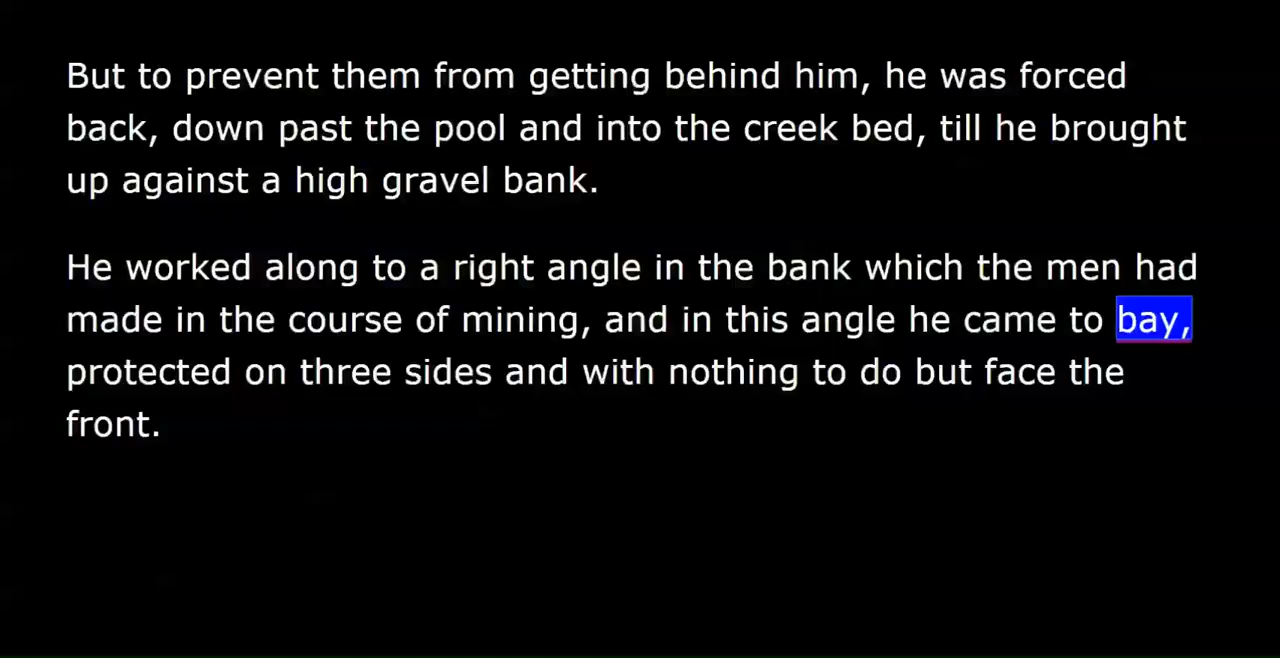 But to prevent them from getting behind him, he was forced
back, down past the pool and into the creek bed, till he brought
up against a high gravel bank.
He worked along to a right angle in the bank which the men had
made in the course of mining, and in this angle he came to bay,
protected on three sides and with nothing to do but face the
front.